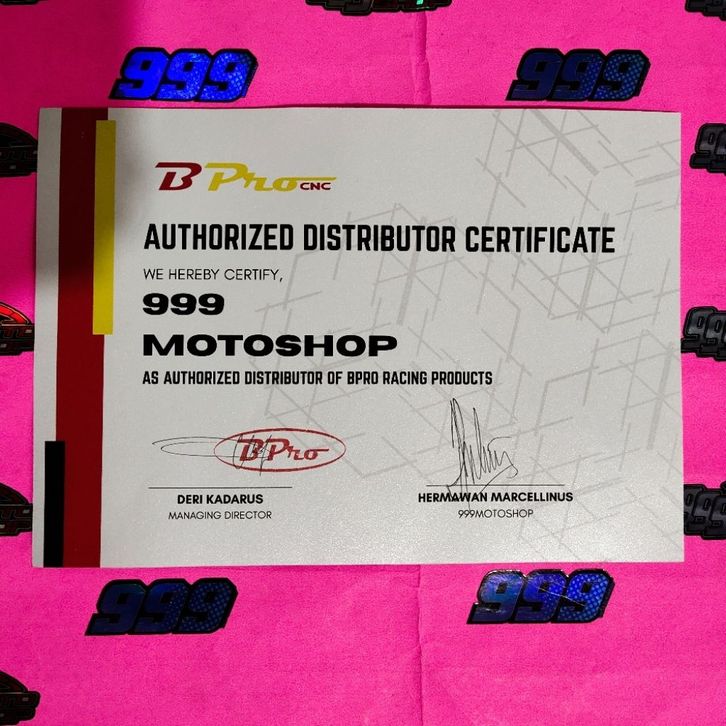 999
999
B Pro CNC
AUTHORIZED DISTRIBUTOR CERTIFICATE
WE HEREBY CERTIFY,
999
MOTOSHOP
AS AUTHORIZED DISTRIBUTOR OF BPRO RACING PRODUCTS
B Pro
DERI KADARUS
MANAGING DIRECTOR
HERMAWAN MARCELLINUS
999MOTOSHOP
999
999